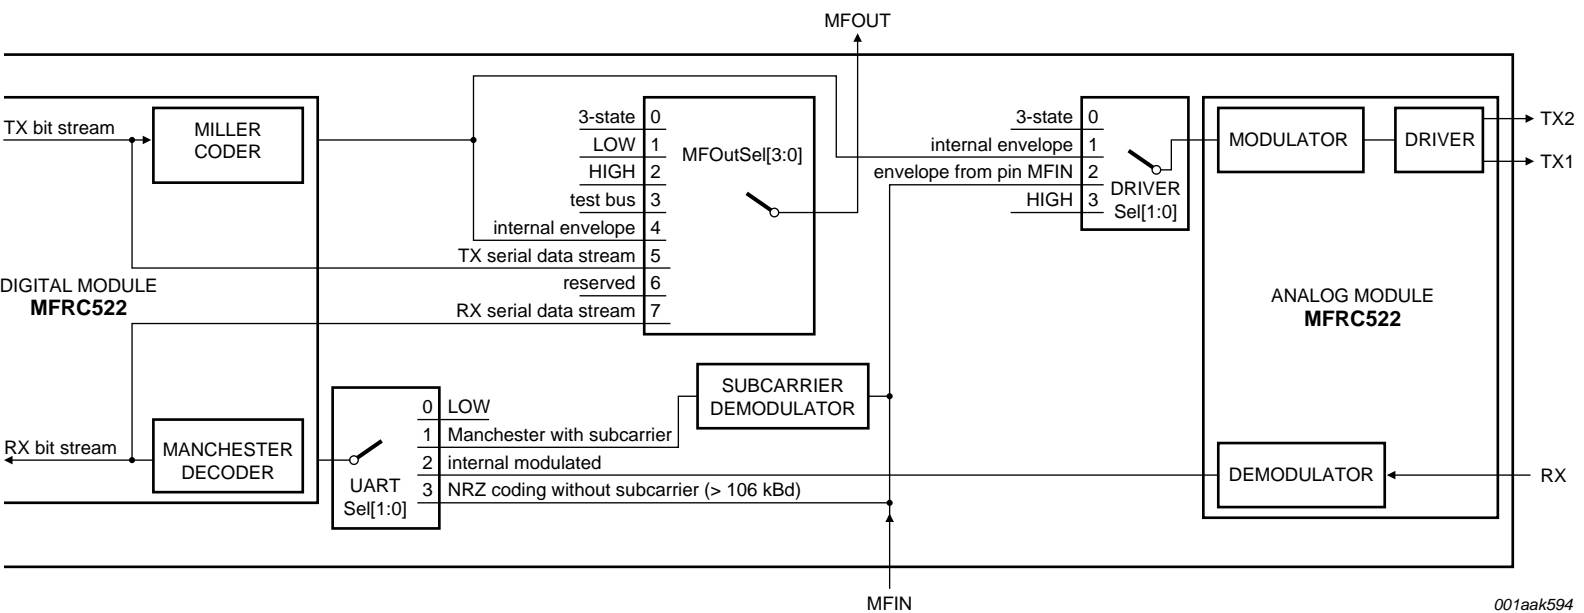 MFOUT
TX bit stream
MILLER
CODER
3-state 0
LOW 1
HIGH 2
test bus 3
internal envelope 4
TX serial data stream 5
reserved 6
RX serial data stream 7
MFOutSel[3:0]
3-state 0
internal envelope 1
envelope from pin MFIN 2
HIGH 3
DRIVER
Sel[1:0]
MODULATOR
DRIVER
TX2
TX1
DIGITAL MODULE
MFRC522
ANALOG MODULE
MFRC522
SUBCARRIER
DEMODULATOR
RX bit stream
MANCHESTER
DECODER
UART
Sel[1:0]
0 LOW
1 Manchester with subcarrier
2 internal modulated
3 NRZ coding without subcarrier (> 106 kBd)
DEMODULATOR
RX
MFIN
001aak594